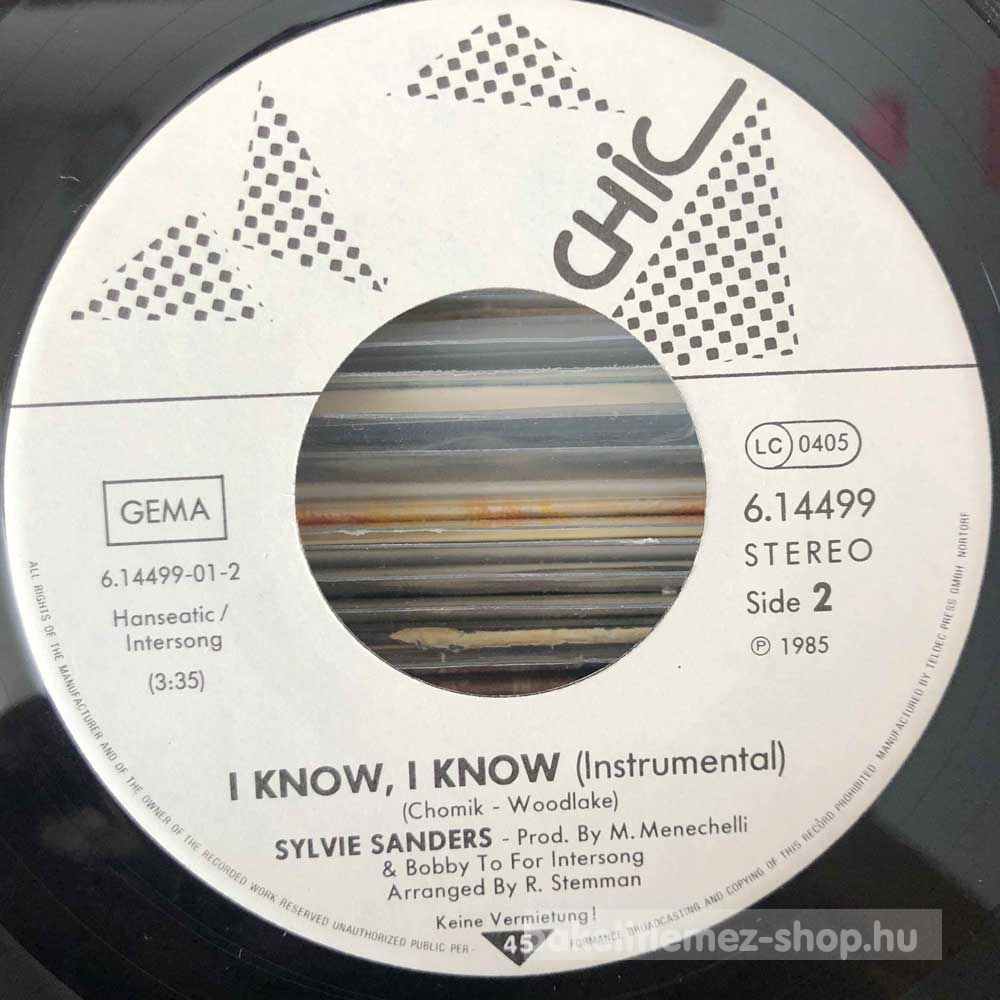 CHIC
LC 0405
GEMA
6.14499
STEREO
Side 2
℗ 1985
6.14499-01-2
Hanseatic/
Intersong
(3:35)
I KNOW, I KNOW (Instrumental)
(Chomik - Woodlake)
SYLVIE SANDERS - Prod. By M. Menechelli
& Bobby To For Intersong
Arranged By R. Stemman
Keine Vermietung!
45
ALL RIGHTS OF THE MANUFACTURER AND OF THE OWNER OF THE RECORDED WORK RESERVED UNAUTHORIZED PUBLIC PER- FORMANCE BROADCASTING AND COPYING OF THIS RECORD PROHIBITED MANUFACTURED BY TELDEC PRESS GMBH. NORTORF
bakelitlemez-shop.hu